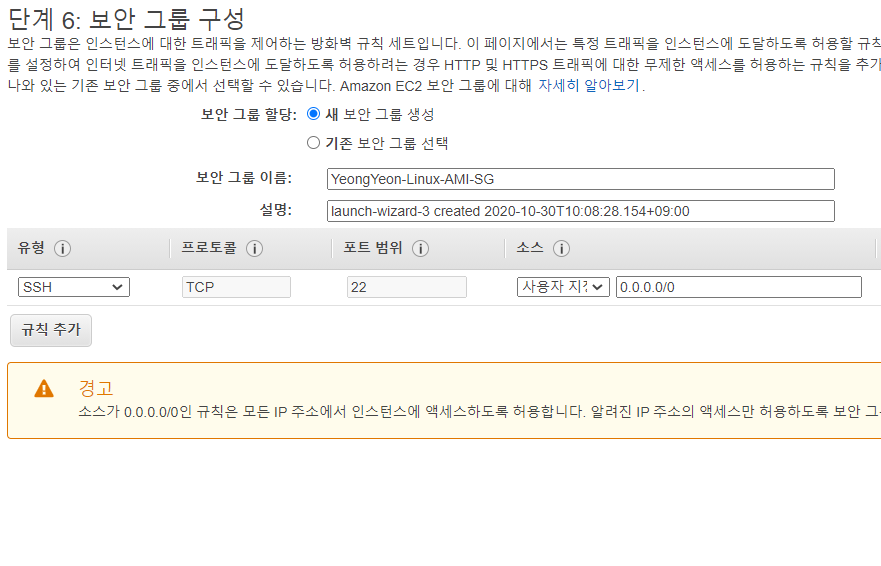 단계 6: 보안 그룹 구성
보안 그룹은 인스턴스에 대한 트래픽을 제어하는 방화벽 규칙 세트입니다. 이 페이지에서는 특정 트래픽을 인스턴스에 도달하도록 허용할 규칙
를 설정하여 인터넷 트래픽을 인스턴스에 도달하도록 허용하려는 경우 HTTP 및 HTTPS 트래픽에 대한 무제한 액세스를 허용하는 규칙을 추가
나와 있는 기존 보안 그룹 중에서 선택할 수 있습니다. Amazon EC2 보안 그룹에 대해 자세히 알아보기.
보안 그룹 할당: 새 보안 그룹 생성
기존 보안 그룹 선택
보안 그룹 이름: YeongYeon-Linux-AMI-SG
설명: launch-wizard-3 created 2020-10-30T10:08:28.154+09:00
유형 프로토콜 포트 범위 소스
SSH TCP 22 사용자 지정 0.0.0.0/0
규칙 추가
경고
소스가 0.0.0.0/0인 규칙은 모든 IP 주소에서 인스턴스에 액세스하도록 허용합니다. 알려진 IP 주소의 액세스만 허용하도록 보안